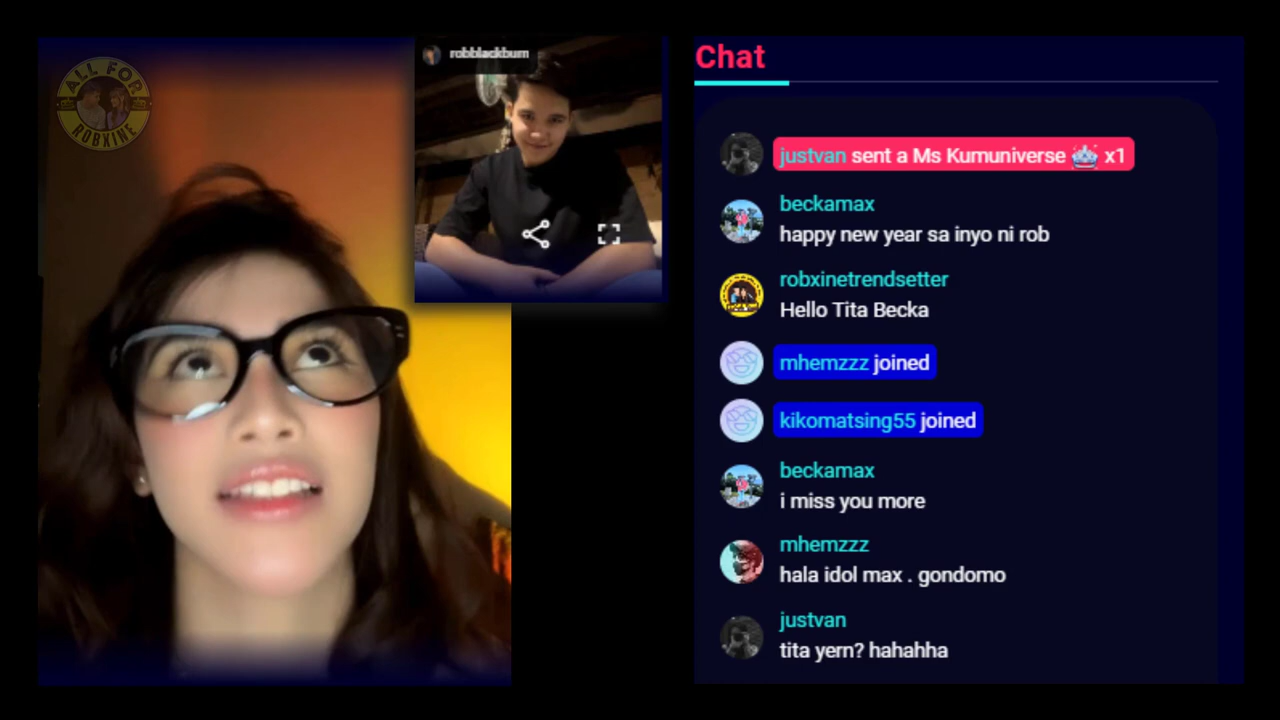 ALL FOR
ROBXINE
robblackburn
Chat
justvan sent a Ms Kumuniverse x1
beckamax
happy new year sa inyo ni rob
robxinetrendsetter
Hello Tita Becka
mhemzzz joined
kikomatsing55 joined
beckamax
i miss you more
mhemzzz
hala idol max . gondomo
justvan
tita yern? hahahha